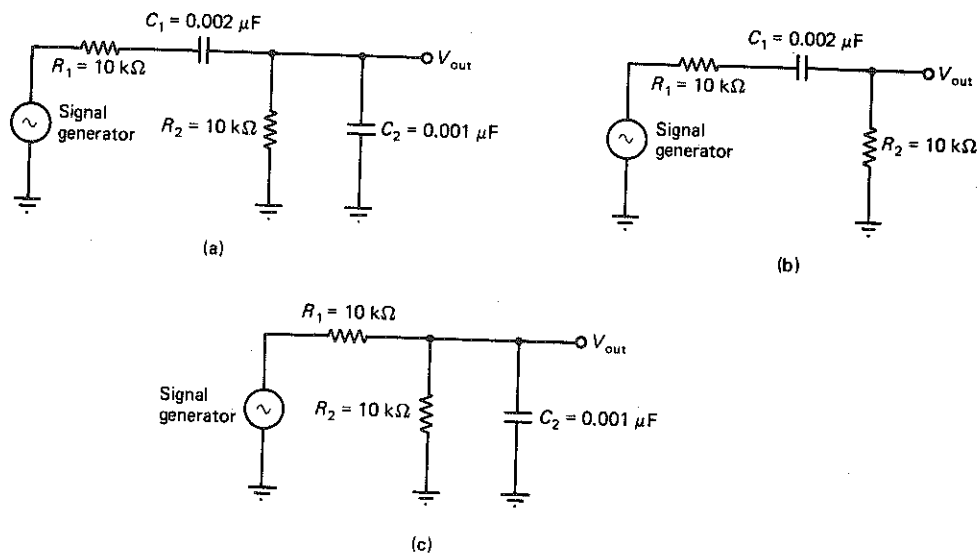 C₁ = 0.002 μF
R₁ = 10 kΩ
Signal generator
R₂ = 10 kΩ
C₂ = 0.001 μF
V_out
(a)
C₁ = 0.002 μF
R₁ = 10 kΩ
Signal generator
R₂ = 10 kΩ
V_out
(b)
R₁ = 10 kΩ
Signal generator
R₂ = 10 kΩ
C₂ = 0.001 μF
V_out
(c)